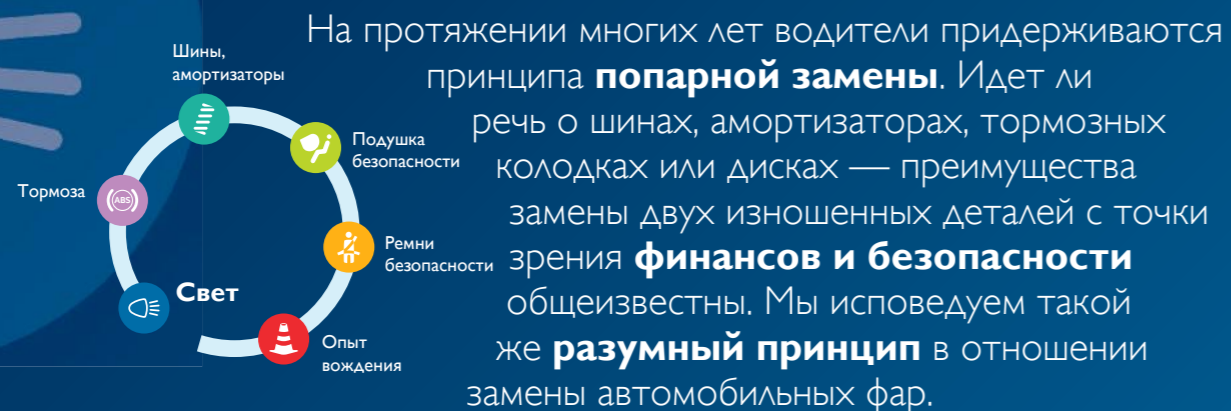 На протяжении многих лет водители придерживаются
принципа попарной замены. Идет ли
речь о шинах, амортизаторах, тормозных
колодках или дисках — преимущества
замены двух изношенных деталей с точки
зрения финансов и безопасности
общеизвестны. Мы исповедуем такой
же разумный принцип в отношении
замены автомобильных фар.
Шины,
амортизаторы
Подушка
безопасности
Ремни
безопасности
Опыт
вождения
Свет
Тормоза
ABS